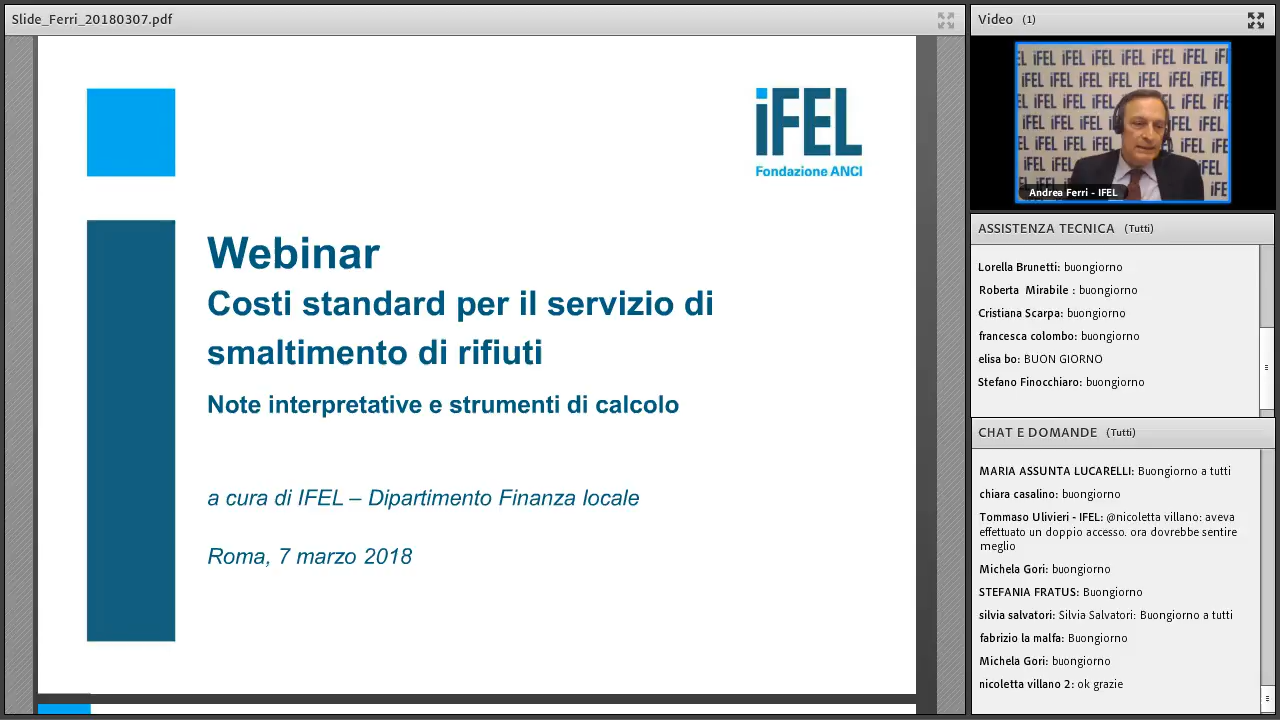 Slide_Ferri_20180307.pdf
iFEL
Fondazione ANCI
Webinar
Costi standard per il servizio di
smaltimento di rifiuti
Note interpretative e strumenti di calcolo
a cura di IFEL – Dipartimento Finanza locale
Roma, 7 marzo 2018
Video (1)
Andrea Ferri - IFEL
ASSISTENZA TECNICA (Tutti)
Lorella Brunetti: buongiorno
Roberta Mirabile : buongiorno
Cristiana Scarpa: buongiorno
francesca colombo: buongiorno
elisa bo: BUON GIORNO
Stefano Finocchiaro: buongiorno
CHAT E DOMANDE (Tutti)
MARIA ASSUNTA LUCARELLI: Buongiorno a tutti
chiara casalino: buongiorno
Tommaso Ulivieri - IFEL: @nicoletta villano: aveva
effettuato un doppio accesso. ora dovrebbe sentire
meglio
Michela Gori: buongiorno
STEFANIA FRATUS: Buongiorno
silvia salvatori: Silvia Salvatori: Buongiorno a tutti
fabrizio la malfa: Buongiorno
Michela Gori: buongiorno
nicoletta villano 2: ok grazie